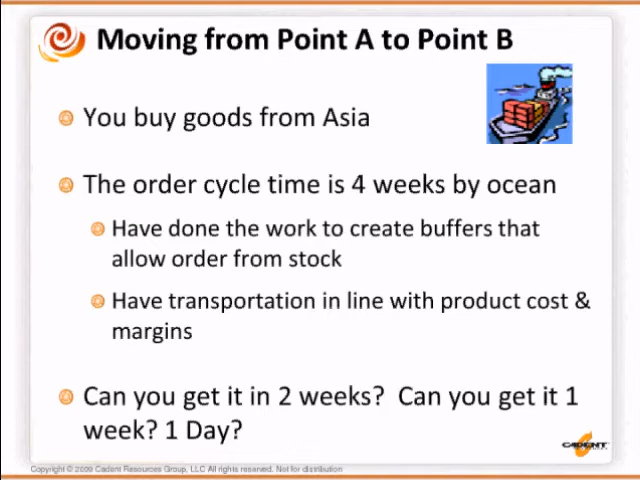 Moving from Point A to Point B
You buy goods from Asia
The order cycle time is 4 weeks by ocean
Have done the work to create buffers that
allow order from stock
Have transportation in line with product cost &
margins
Can you get it in 2 weeks?  Can you get it 1
week? 1 Day?
CADENT
Copyright © 2009 Cadent Resources Group, LLC All rights reserved. Not for distribution